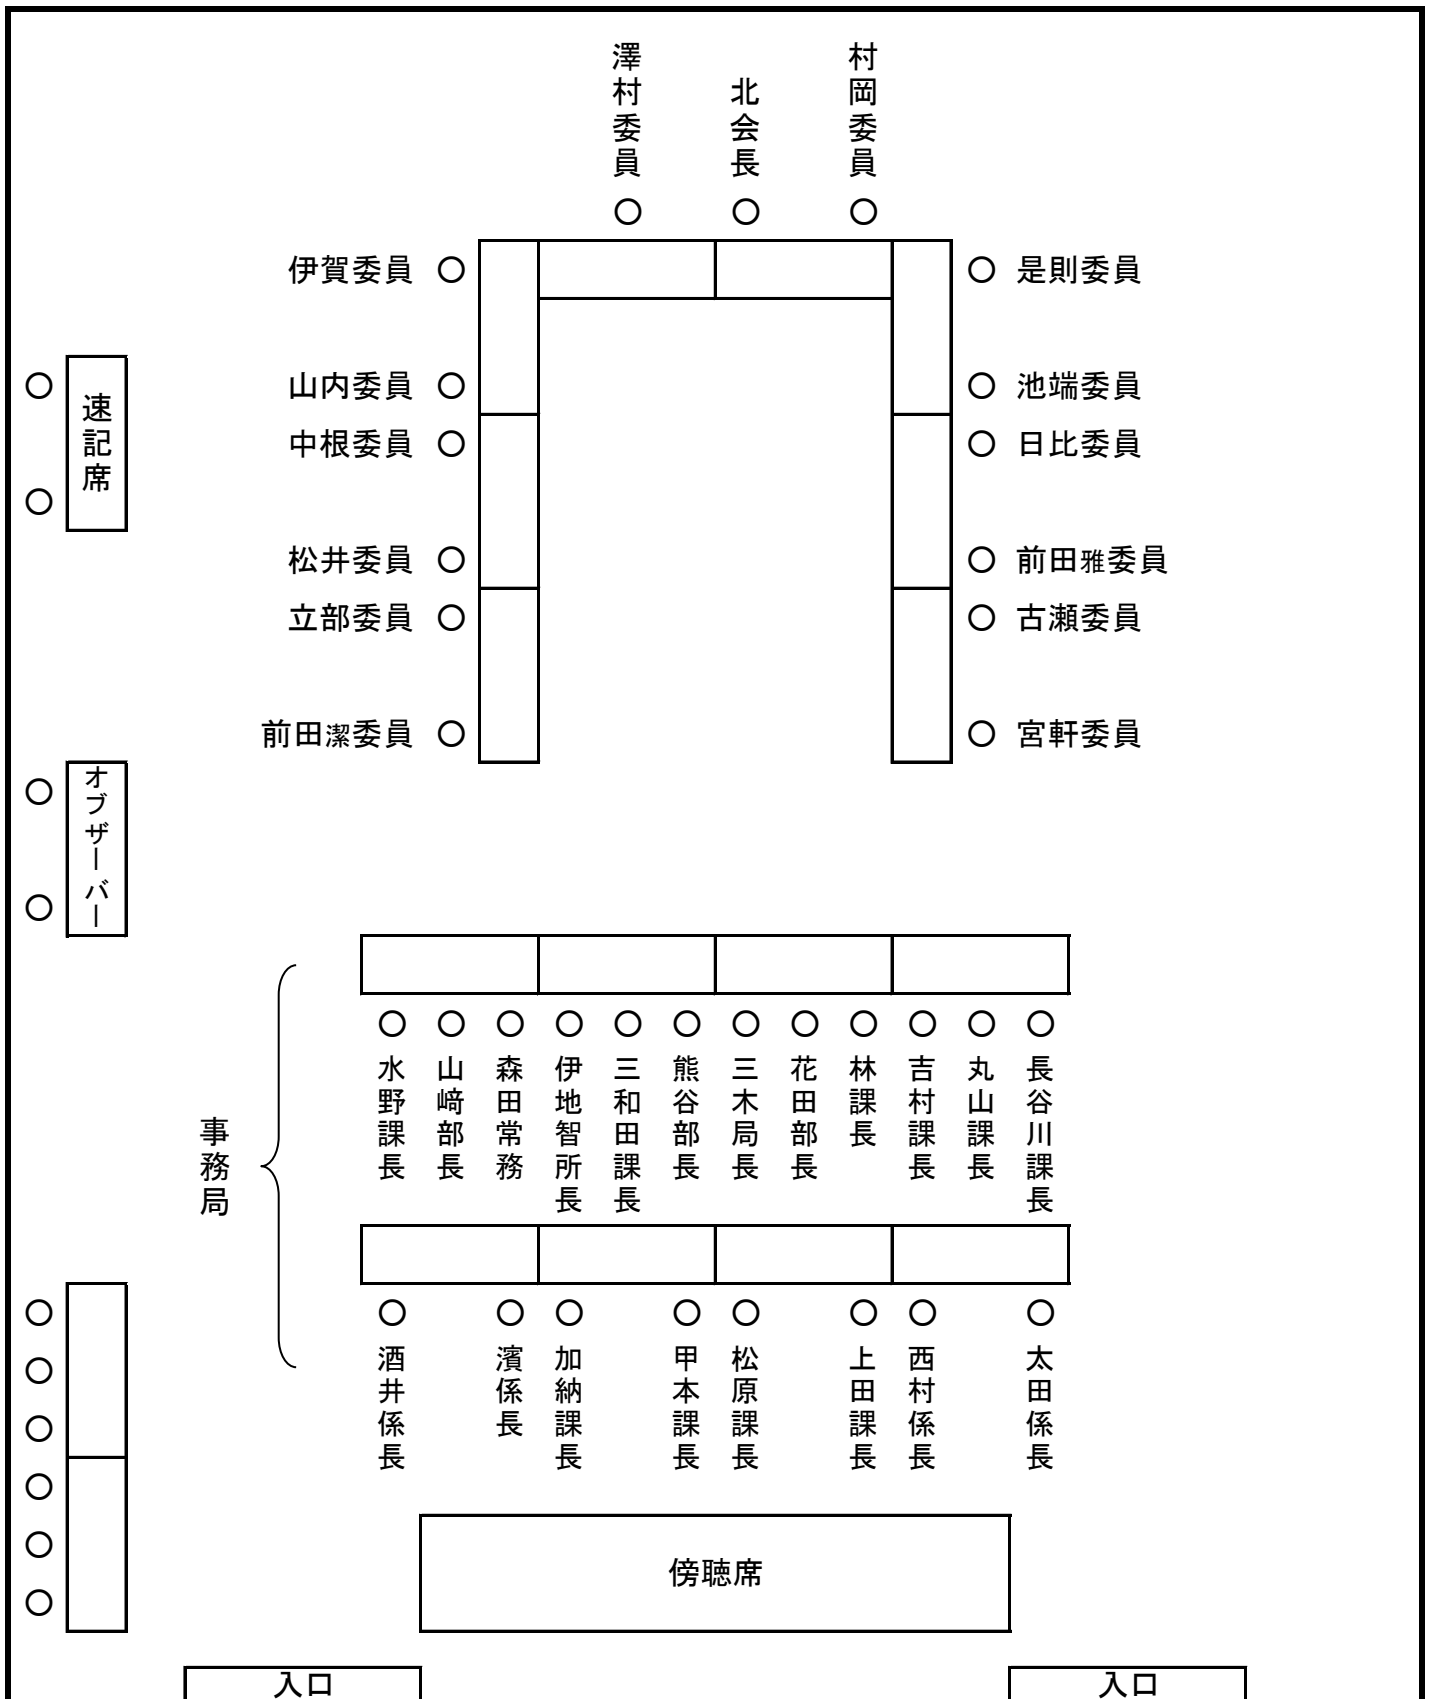 澤村委員
北会長
村岡委員
伊賀委員
是則委員
山内委員
池端委員
速記席
中根委員
日比委員
松井委員
前田雅委員
立部委員
古瀬委員
前田潔委員
宮軒委員
オブザーバー
事務局
水野課長
山﨑部長
森田常務
伊地智所長
三和田課長
熊谷部長
三木局長
花田部長
林課長
吉村課長
丸山課長
長谷川課長
酒井係長
濱係長
加納課長
甲本課長
松原課長
上田課長
西村係長
太田係長
傍聴席
入口
入口